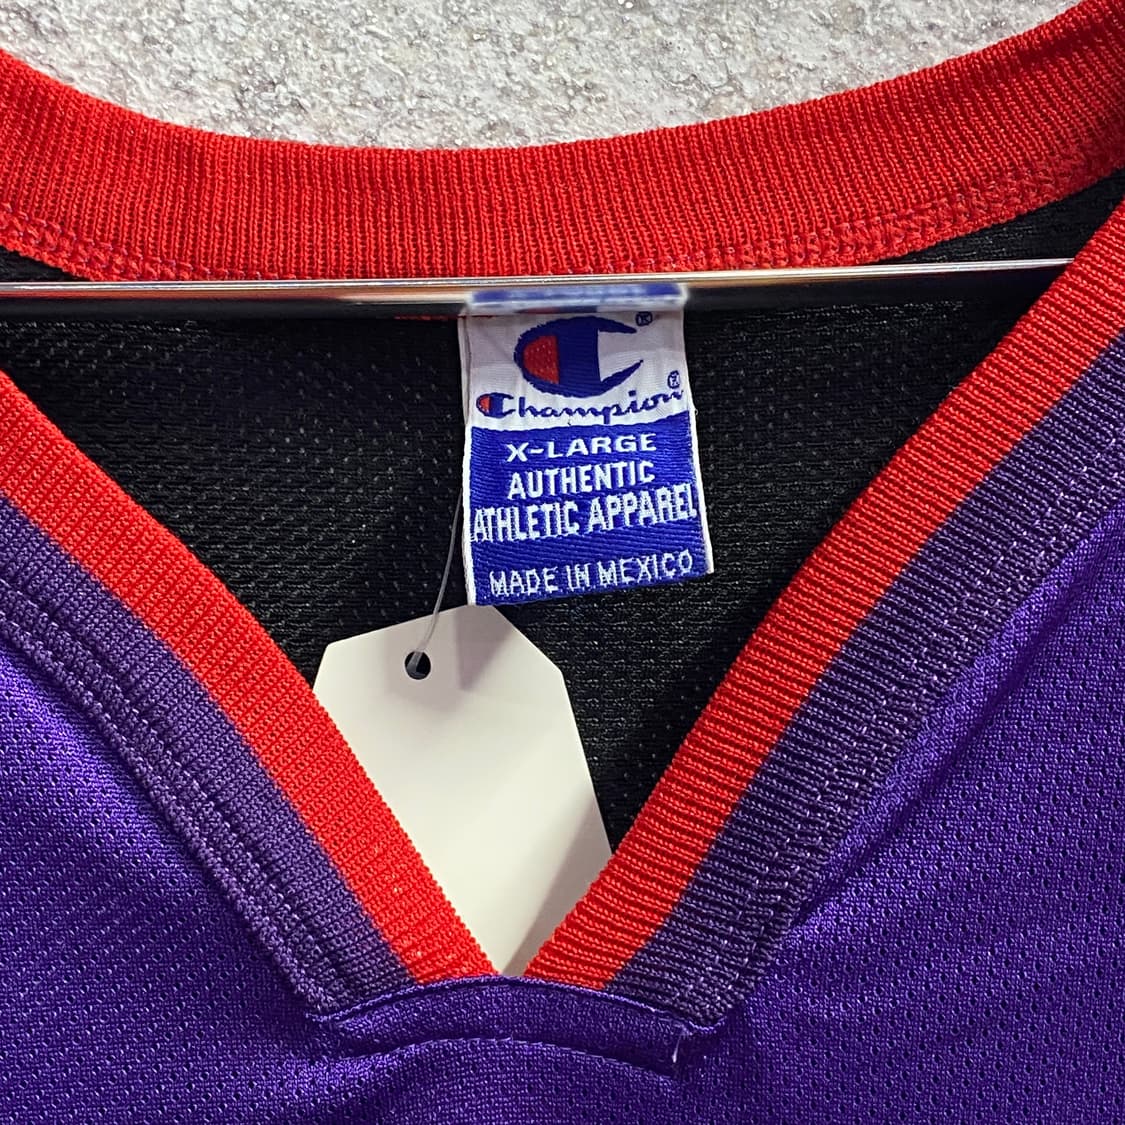 Champion
X-LARGE
AUTHENTIC
ATHLETIC APPAREL
MADE IN MEXICO